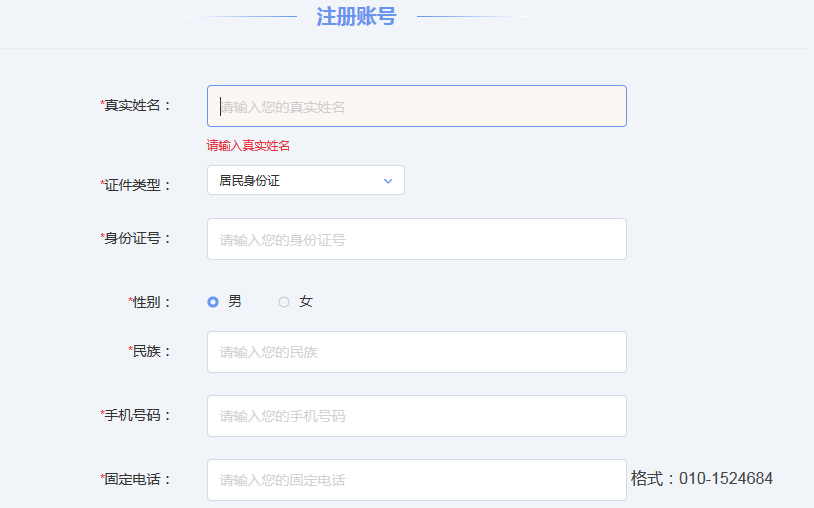 注册账号
*真实姓名： 请输入您的真实姓名
请输入真实姓名
*证件类型： 居民身份证
*身份证号： 请输入您的身份证号
*性别： 男 女
*民族： 请输入您的民族
*手机号码： 请输入您的手机号码
*固定电话： 请输入您的固定电话 格式：010-1524684